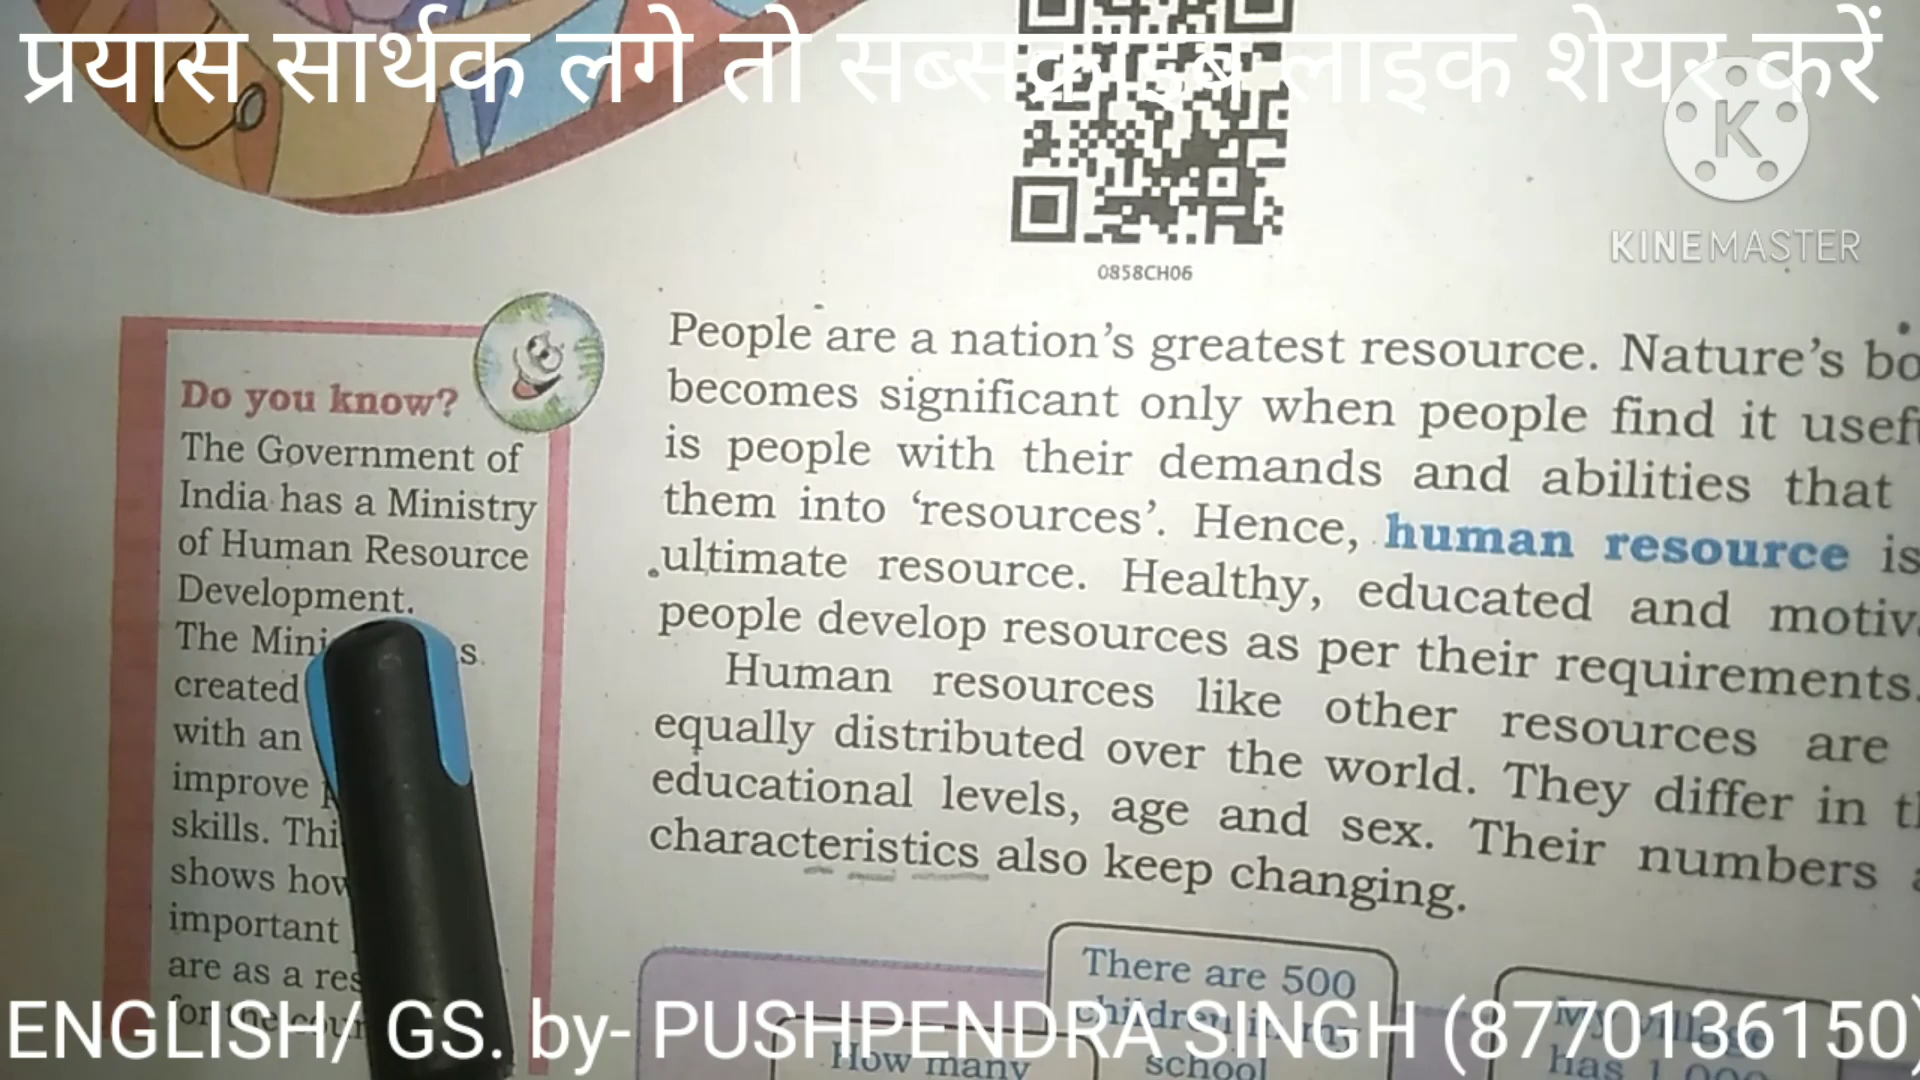 प्रयास सार्थक लगे तो सब्सक्राइब लाइक शेयर करें
K
KINEMASTER
0858CH06
Do you know?
The Government of
India has a Ministry
of Human Resource
Development.
The
created
with an
improve
skills.
shows how
important
are as a
for the
People are a nation's greatest resource. Nature's
becomes significant only when people find it
is people with their demands and abilities that
them into 'resources'. Hence, human resource is
ultimate resource. Healthy, educated and
people develop resources as per their requirements.
Human resources like other resources are
equally distributed over the world. They differ in
educational levels, age and sex. Their numbers
characteristics also keep changing.
There are 500
children in my
school
How many
My village
has 1,000
ENGLISH/ GS. by- PUSHPENDRA SINGH (8770136150)